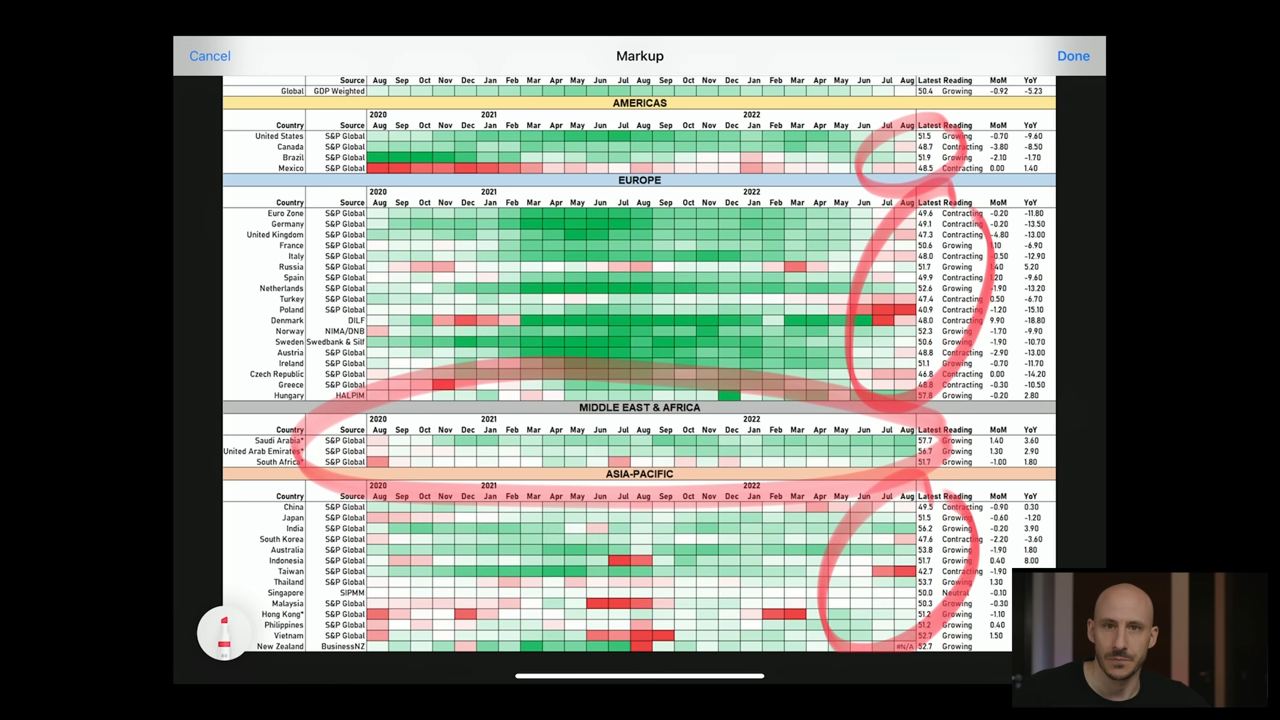 Cancel Markup Done
Source Aug Sep Oct Nov Dec Jan Feb Mar Apr May Jun Jul Aug Sep Oct Nov Dec Jan Feb Mar Apr May Jun Jul Aug Latest Reading MoM YoY
Global GDP Weighted 50.4 Growing -0.92 -5.23
AMERICAS
2020 2021 2022
Country Source Aug Sep Oct Nov Dec Jan Feb Mar Apr May Jun Jul Aug Sep Oct Nov Dec Jan Feb Mar Apr May Jun Jul Aug Latest Reading MoM YoY
United States S&P Global 51.5 Growing -0.70 -9.60
Canada S&P Global 48.7 Contracting -3.80 -8.50
Brazil S&P Global 51.9 Growing -2.10 -1.70
Mexico S&P Global 48.5 Contracting 0.00 1.40
EUROPE
2020 2021 2022
Country Source Aug Sep Oct Nov Dec Jan Feb Mar Apr May Jun Jul Aug Sep Oct Nov Dec Jan Feb Mar Apr May Jun Jul Aug Latest Reading MoM YoY
Euro Zone S&P Global 49.6 Contracting -0.20 -11.80
Germany S&P Global 49.1 Contracting -0.20 -13.50
United Kingdom S&P Global 47.3 Contracting -4.80 -13.00
France S&P Global 50.6 Growing -6.90
Italy S&P Global 48.0 Contracting -0.50 -12.90
Russia S&P Global 51.7 Growing 5.20
Spain S&P Global 49.9 Contracting -9.60
Netherlands S&P Global 52.6 Growing -1.90 -13.20
Turkey S&P Global 47.4 Contracting 0.50 -6.70
Poland S&P Global 40.9 Contracting -1.20 -15.10
Denmark DILF 48.0 Contracting 9.90 -18.80
Norway NIMA/DNB 52.3 Growing -1.70 -9.90
Sweden Swedbank & Silf 50.6 Growing -1.90 -10.70
Austria S&P Global 48.8 Contracting -2.90 -13.00
Ireland S&P Global 51.1 Growing -0.70 -11.70
Czech Republic S&P Global 46.8 Contracting 0.00 -14.20
Greece S&P Global 48.8 Contracting -0.30 -10.50
Hungary HALPIM 57.8 Growing -0.20 2.80
MIDDLE EAST & AFRICA
2020 2021 2022
Country Source Aug Sep Oct Nov Dec Jan Feb Mar Apr May Jun Jul Aug Sep Oct Nov Dec Jan Feb Mar Apr May Jun Jul Aug Latest Reading MoM YoY
Saudi Arabia* S&P Global 57.7 Growing 1.40 3.60
United Arab Emirates* S&P Global 56.7 Growing 1.30 2.90
South Africa* S&P Global 51.7 Growing -1.00 1.80
ASIA-PACIFIC
2020 2021 2022
Country Source Aug Sep Oct Nov Dec Jan Feb Mar Apr May Jun Jul Aug Sep Oct Nov Dec Jan Feb Mar Apr May Jun Jul Aug Latest Reading MoM YoY
China S&P Global 49.5 Contracting -0.90 0.30
Japan S&P Global 51.5 Growing -0.60 -1.20
India S&P Global 56.2 Growing -0.20 3.90
South Korea S&P Global 47.6 Contracting -2.20 -3.60
Australia S&P Global 53.8 Growing -1.90 1.80
Indonesia S&P Global 51.7 Growing 0.40 8.00
Taiwan S&P Global 42.7 Contracting -1.90
Thailand S&P Global 53.7 Growing 1.30
Singapore SIPMM 50.0 Neutral -0.10
Malaysia S&P Global 50.3 Growing -0.30
Hong Kong* S&P Global 51.2 Growing -1.10
Philippines S&P Global 51.2 Growing 0.40
Vietnam S&P Global 52.7 Growing 1.50
New Zealand BusinessNZ #N/A 52.7 Growing